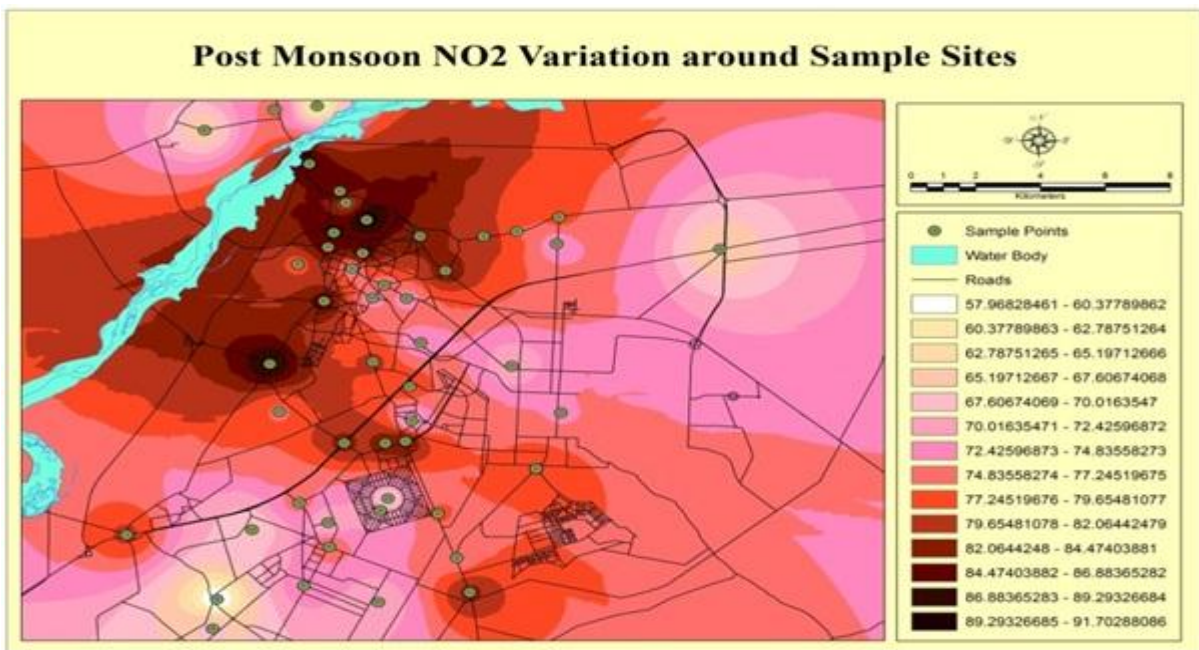 Post Monsoon NO2 Variation around Sample Sites
0 1 2 4 6 8
Kilometers
Sample Points
Water Body
Roads
57.96828461 - 60.37789862
60.37789863 - 62.78751264
62.78751265 - 65.19712666
65.19712667 - 67.60674068
67.60674069 - 70.0163547
70.01635471 - 72.42596872
72.42596873 - 74.83558273
74.83558274 - 77.24519675
77.24519676 - 79.65481077
79.65481078 - 82.06442479
82.0644248 - 84.47403881
84.47403882 - 86.88365282
86.88365283 - 89.29326684
89.29326685 - 91.70288086